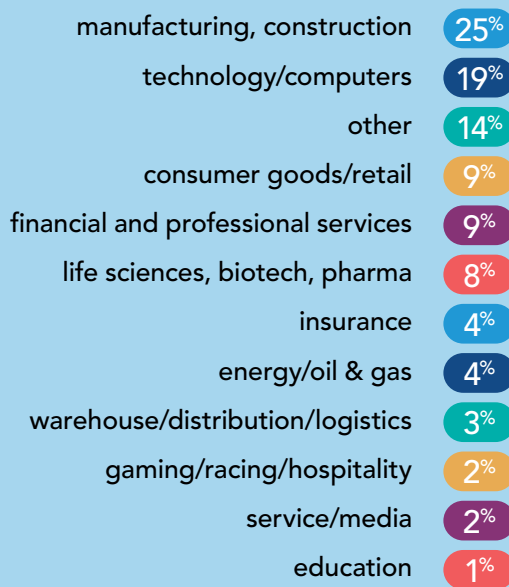 manufacturing, construction 25%
technology/computers 19%
other 14%
consumer goods/retail 9%
financial and professional services 9%
life sciences, biotech, pharma 8%
insurance 4%
energy/oil & gas 4%
warehouse/distribution/logistics 3%
gaming/racing/hospitality 2%
service/media 2%
education 1%